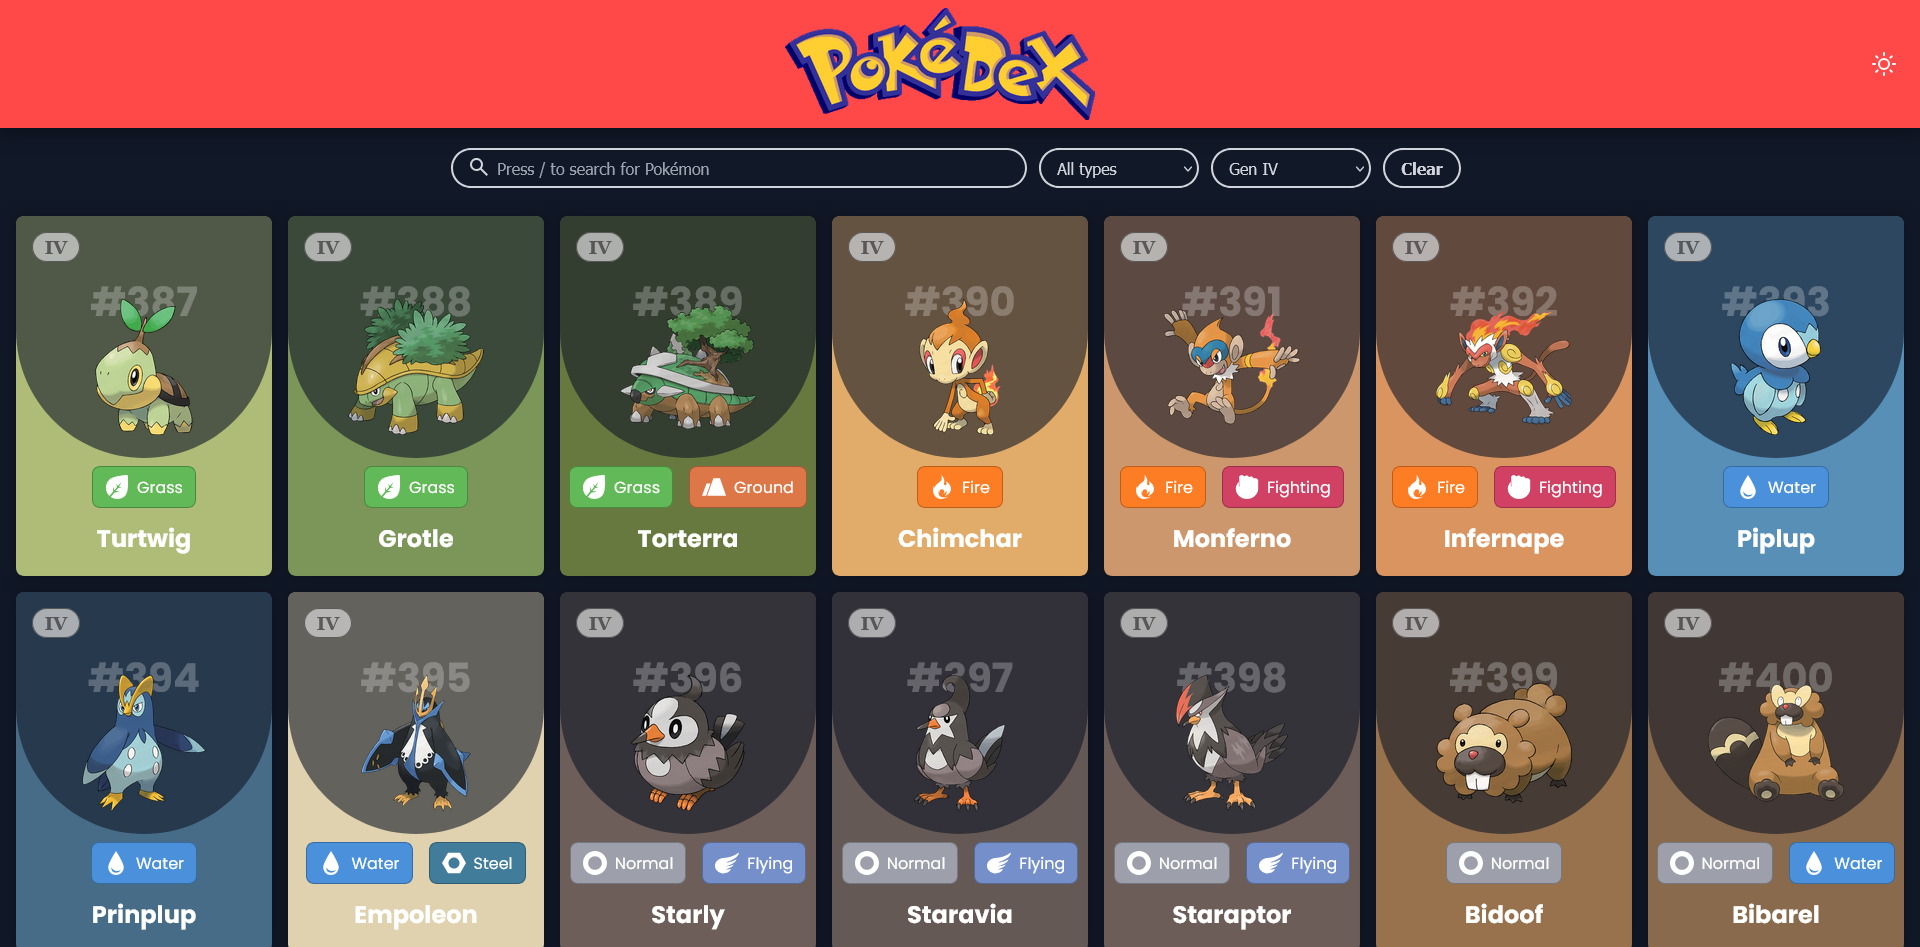 PokéDex
Press / to search for Pokémon
All types
Gen IV
Clear
IV
#387
Grass
Turtwig
IV
#388
Grass
Grotle
IV
#389
Grass
Ground
Torterra
IV
#390
Fire
Chimchar
IV
#391
Fire
Fighting
Monferno
IV
#392
Fire
Fighting
Infernape
IV
#393
Water
Piplup
IV
#394
Water
Prinplup
IV
#395
Water
Steel
Empoleon
IV
#396
Normal
Flying
Starly
IV
#397
Normal
Flying
Staravia
IV
#398
Normal
Flying
Staraptor
IV
#399
Normal
Bidoof
IV
#400
Normal
Water
Bibarel